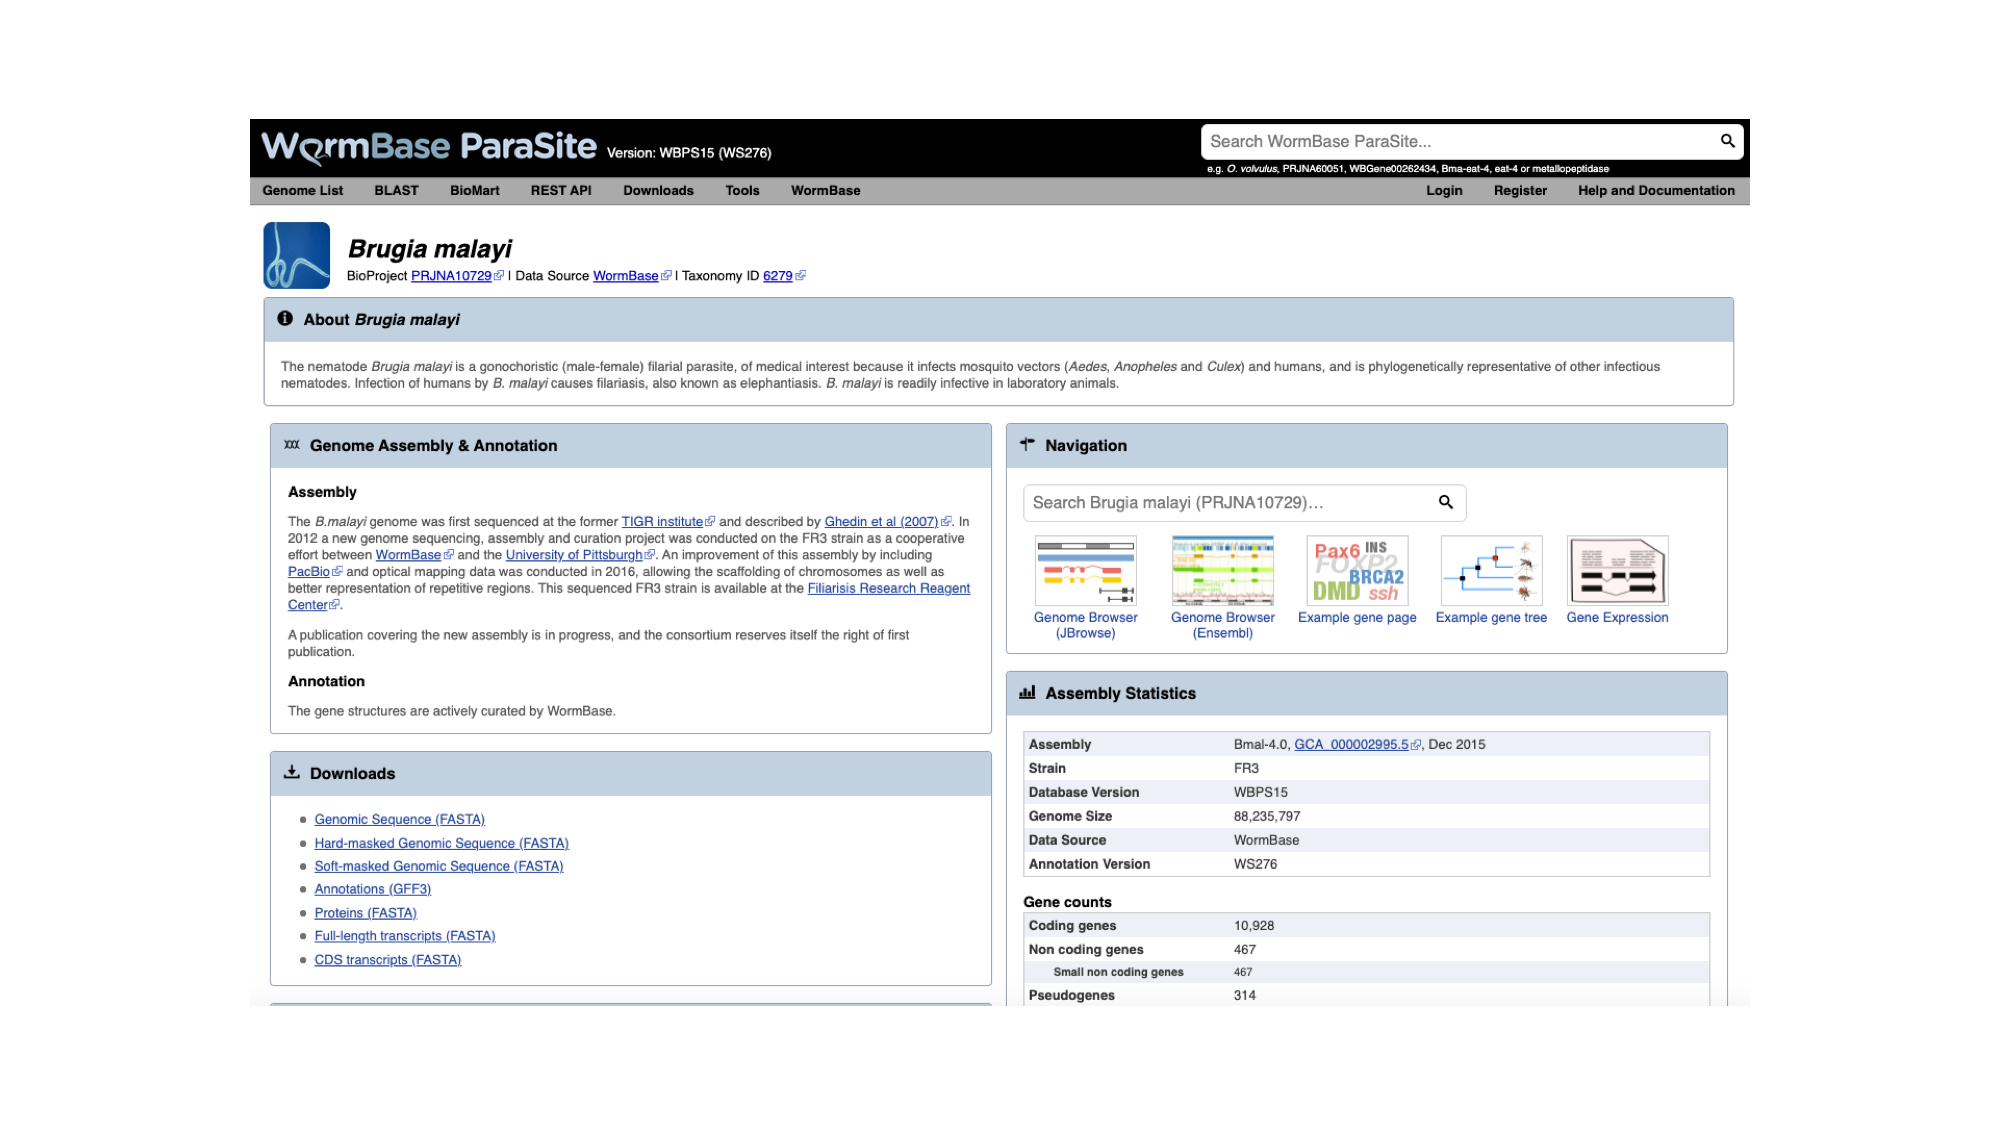 WormBase ParaSite Version: WBPS15 (WS276)
Search WormBase ParaSite...
e.g. O. volvulus, PRJNA60051, WBGene00262434, Bma-eat-4, eat-4 or metallopeptidase
Genome List BLAST BioMart REST API Downloads Tools WormBase Login Register Help and Documentation
Brugia malayi
BioProject PRJNA10729 | Data Source WormBase | Taxonomy ID 6279
About Brugia malayi
The nematode Brugia malayi is a gonochoristic (male-female) filarial parasite, of medical interest because it infects mosquito vectors (Aedes, Anopheles and Culex) and humans, and is phylogenetically representative of other infectious
nematodes. Infection of humans by B. malayi causes filariasis, also known as elephantiasis. B. malayi is readily infective in laboratory animals.
Genome Assembly & Annotation
Assembly
The B.malayi genome was first sequenced at the former TIGR institute and described by Ghedin et al (2007). In
2012 a new genome sequencing, assembly and curation project was conducted on the FR3 strain as a cooperative
effort between WormBase and the University of Pittsburgh. An improvement of this assembly by including
PacBio and optical mapping data was conducted in 2016, allowing the scaffolding of chromosomes as well as
better representation of repetitive regions. This sequenced FR3 strain is available at the Filiarisis Research Reagent
Center.
A publication covering the new assembly is in progress, and the consortium reserves itself the right of first
publication.
Annotation
The gene structures are actively curated by WormBase.
Downloads
Genomic Sequence (FASTA)
Hard-masked Genomic Sequence (FASTA)
Soft-masked Genomic Sequence (FASTA)
Annotations (GFF3)
Proteins (FASTA)
Full-length transcripts (FASTA)
CDS transcripts (FASTA)
Navigation
Search Brugia malayi (PRJNA10729)...
Pax6 INS
FOXP2
BRCA2
DMD ssh
Genome Browser (JBrowse)
Genome Browser (Ensembl)
Example gene page
Example gene tree
Gene Expression
Assembly Statistics
Assembly Bmal-4.0, GCA_000002995.5, Dec 2015
Strain FR3
Database Version WBPS15
Genome Size 88,235,797
Data Source WormBase
Annotation Version WS276
Gene counts
Coding genes 10,928
Non coding genes 467
Small non coding genes 467
Pseudogenes 314